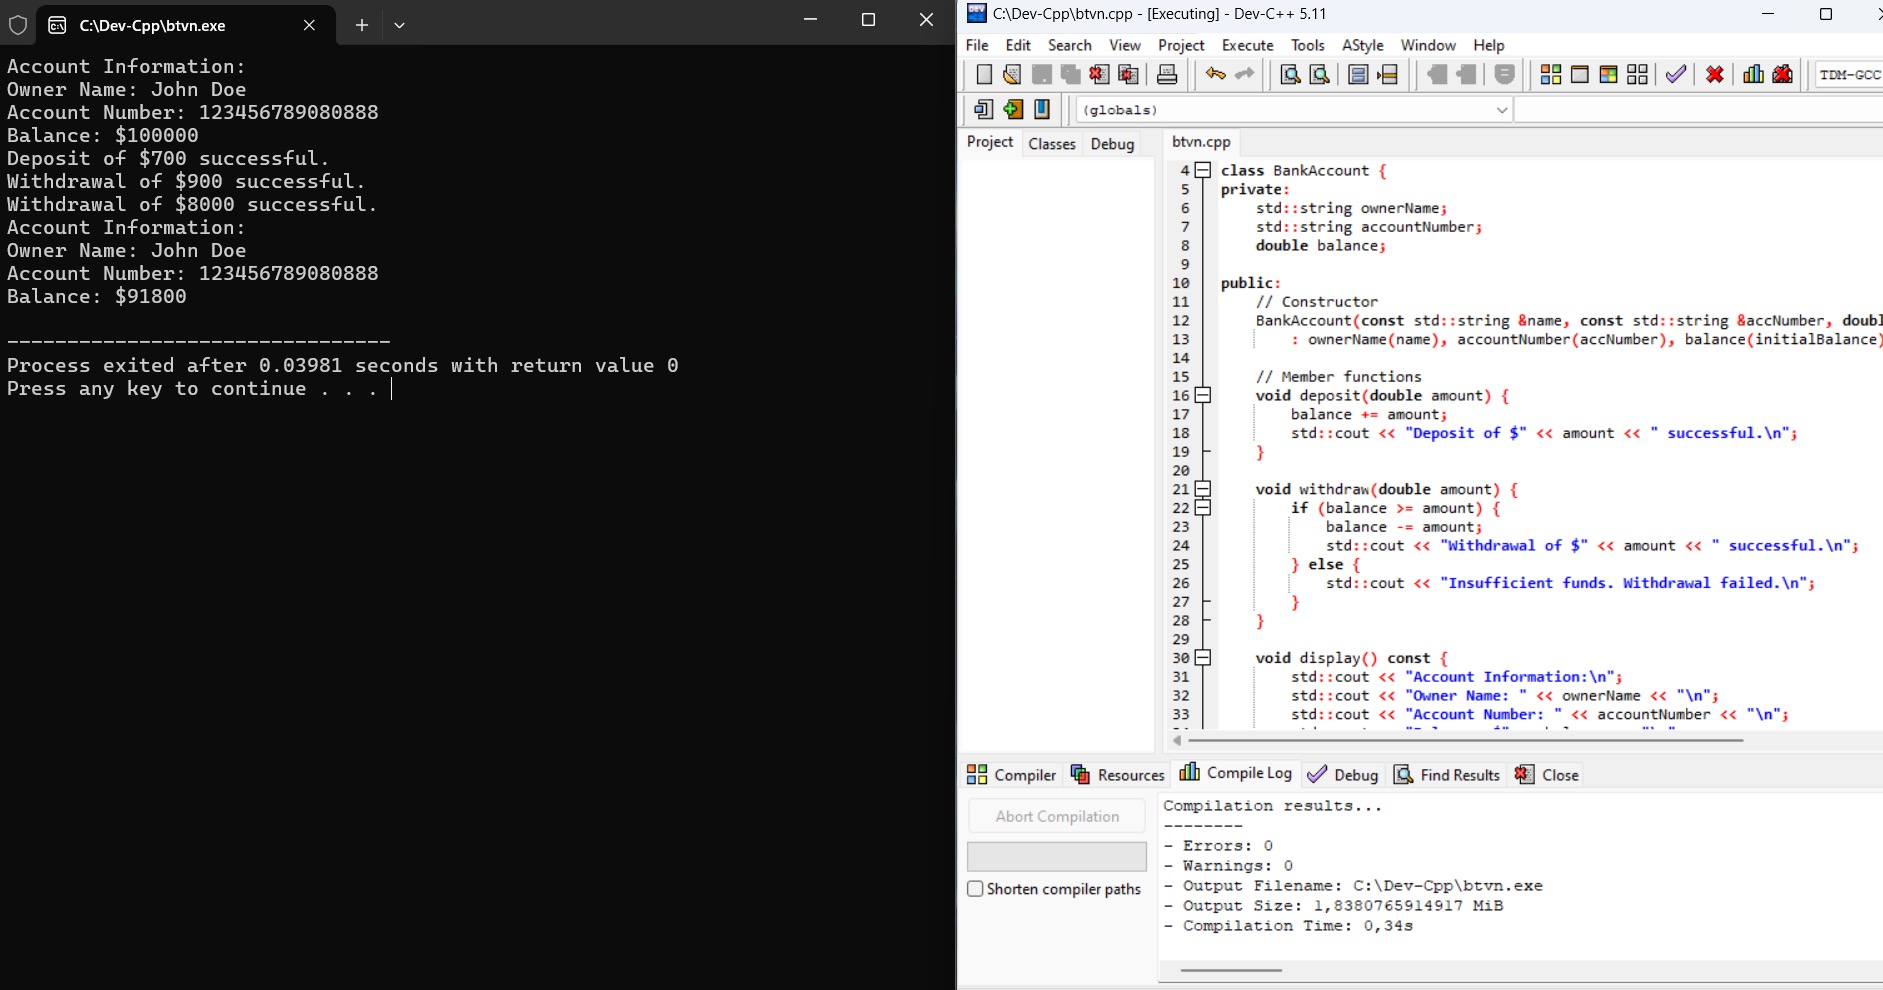 C:\Dev-Cpp\btvn.exe
Account Information:
Owner Name: John Doe
Account Number: 123456789080888
Balance: $100000
Deposit of $700 successful.
Withdrawal of $900 successful.
Withdrawal of $8000 successful.
Account Information:
Owner Name: John Doe
Account Number: 123456789080888
Balance: $91800
--------------------------------
Process exited after 0.03981 seconds with return value 0
Press any key to continue . . .
C:\Dev-Cpp\btvn.cpp - [Executing] - Dev-C++ 5.11
File Edit Search View Project Execute Tools AStyle Window Help
TDM-GCC
(globals)
Project Classes Debug
btvn.cpp
4 class BankAccount {
5 private:
6 std::string ownerName;
7 std::string accountNumber;
8 double balance;
9
10 public:
11 // Constructor
12 BankAccount(const std::string &name, const std::string &accNumber, doubl
13 : ownerName(name), accountNumber(accNumber), balance(initialBalance)
14
15 // Member functions
16 void deposit(double amount) {
17 balance += amount;
18 std::cout << "Deposit of $" << amount << " successful.\n";
19 }
20
21 void withdraw(double amount) {
22 if (balance >= amount) {
23 balance -= amount;
24 std::cout << "Withdrawal of $" << amount << " successful.\n";
25 } else {
26 std::cout << "Insufficient funds. Withdrawal failed.\n";
27 }
28 }
29
30 void display() const {
31 std::cout << "Account Information:\n";
32 std::cout << "Owner Name: " << ownerName << "\n";
33 std::cout << "Account Number: " << accountNumber << "\n";
Compiler Resources Compile Log Debug Find Results Close
Abort Compilation
Shorten compiler paths
Compilation results...
--------
- Errors: 0
- Warnings: 0
- Output Filename: C:\Dev-Cpp\btvn.exe
- Output Size: 1,8380765914917 MiB
- Compilation Time: 0,34s